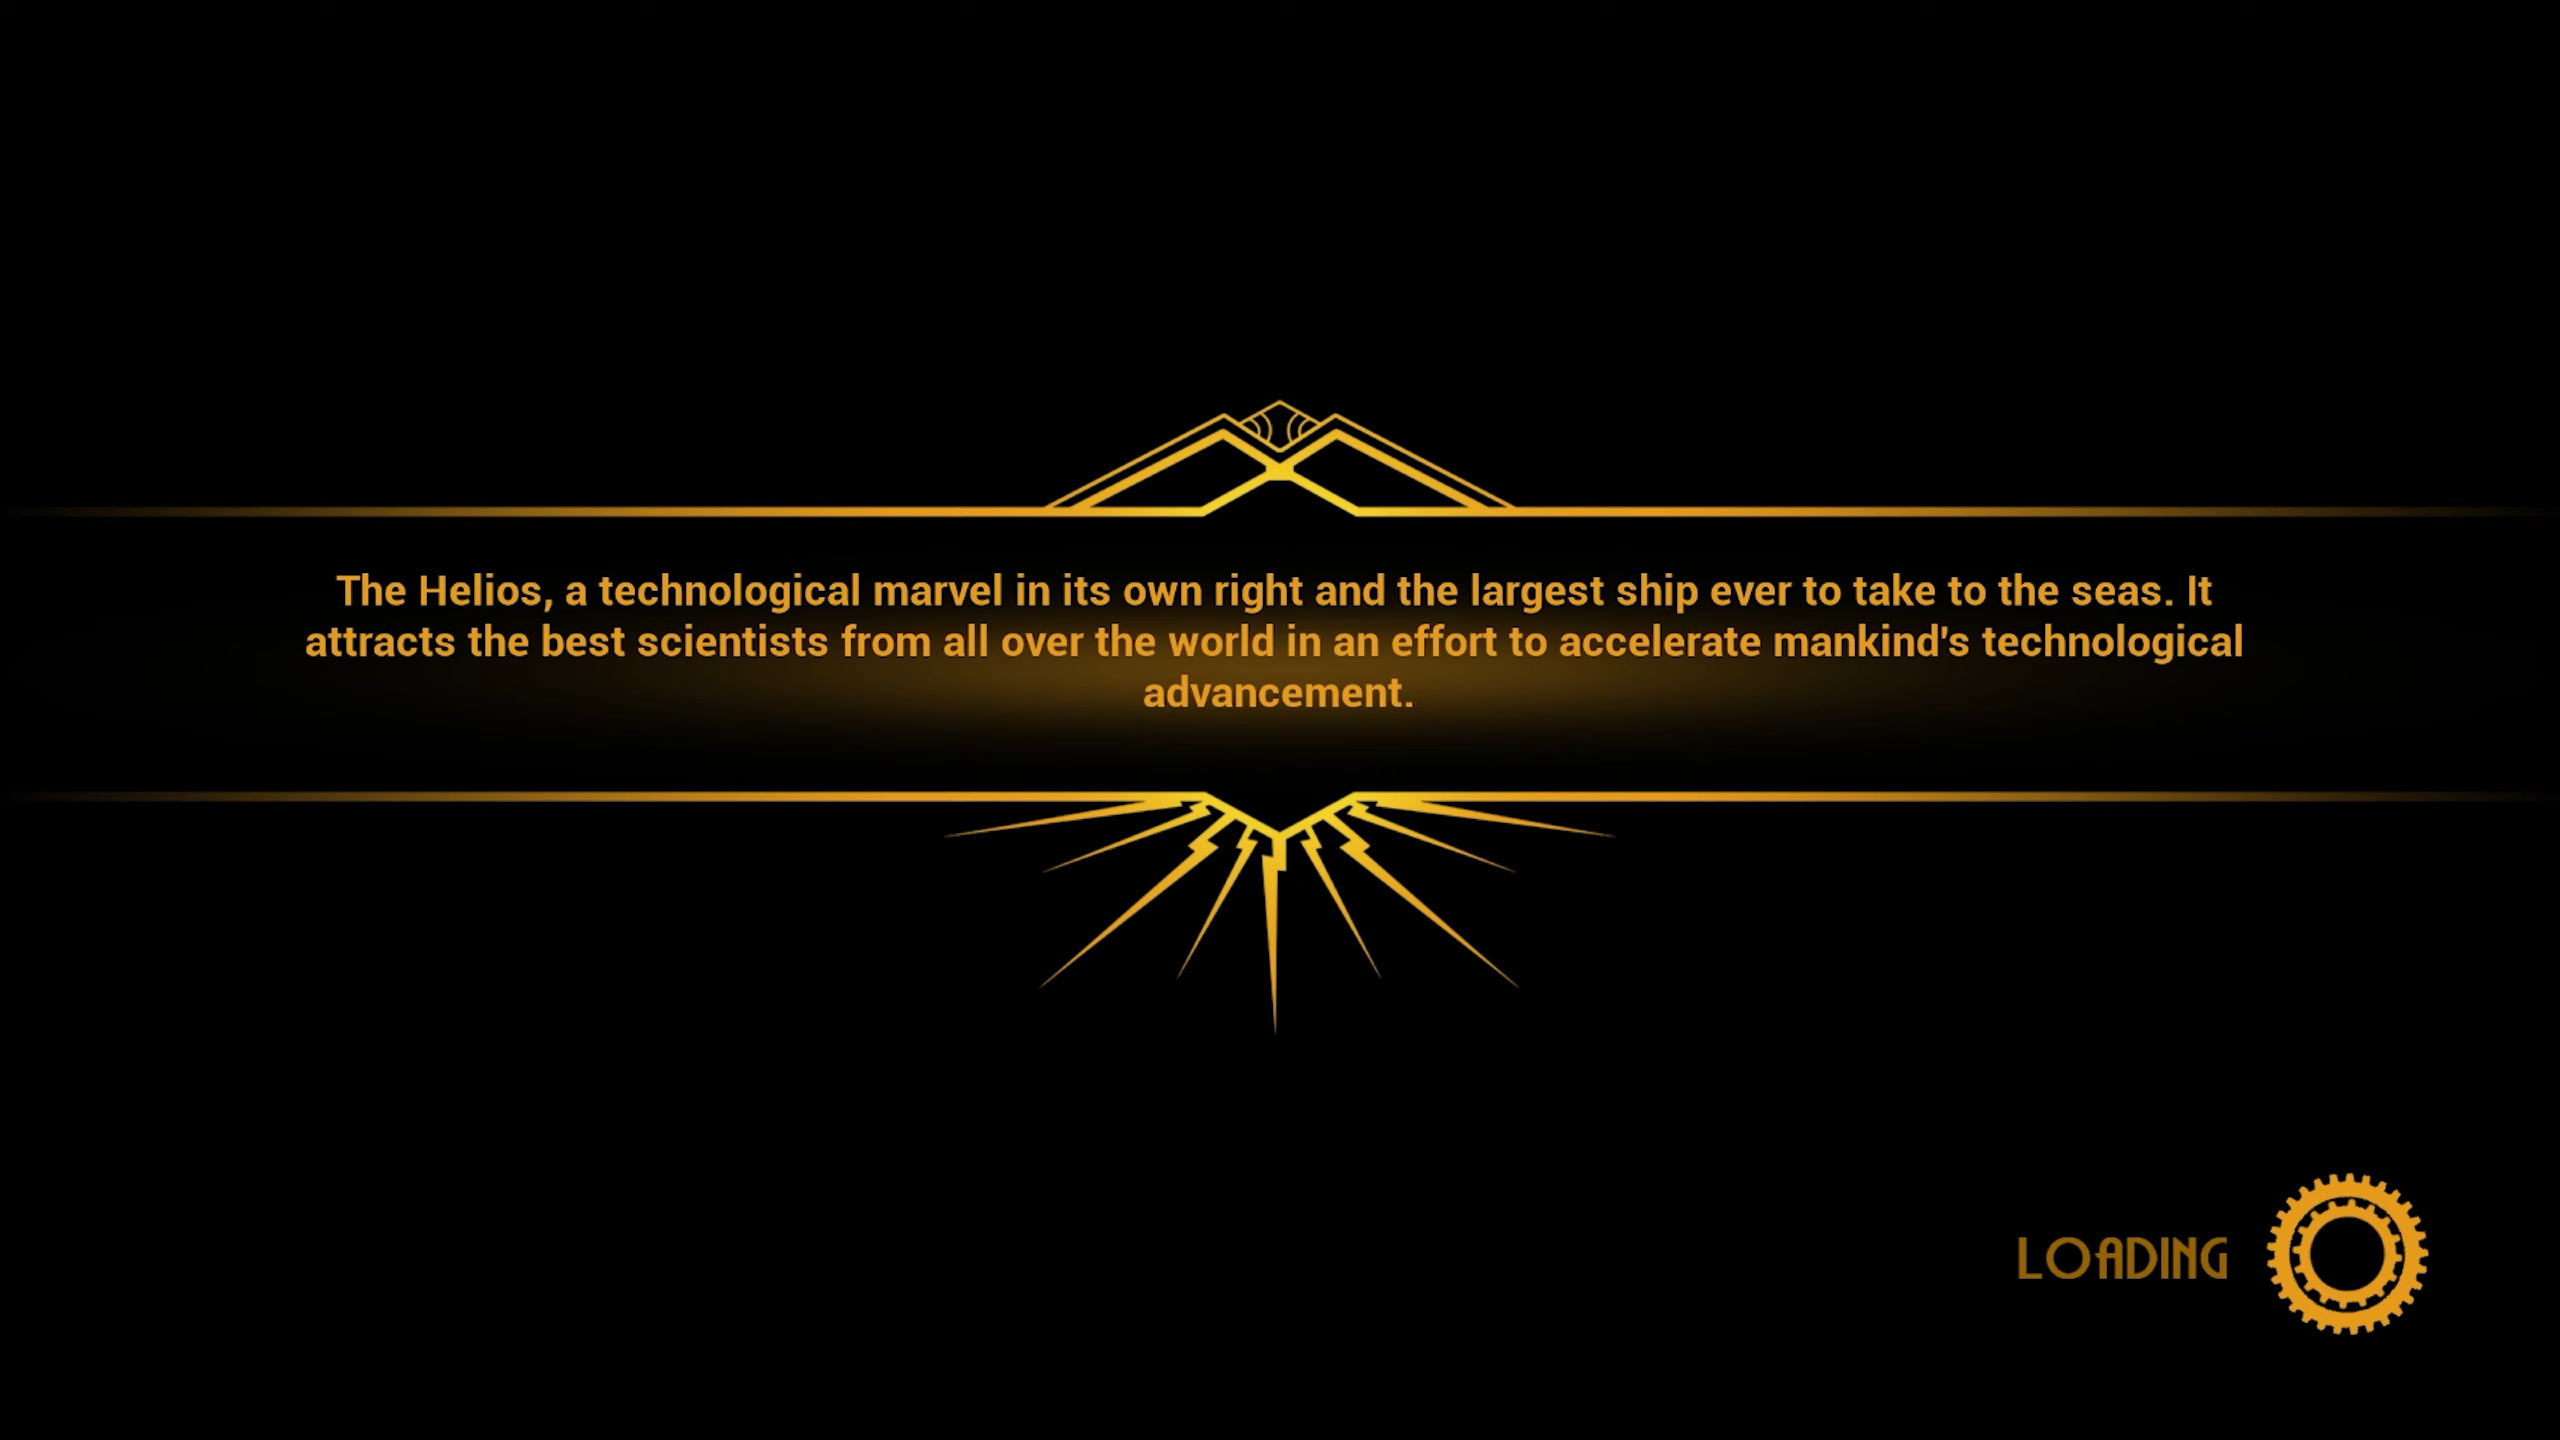 The Helios, a technological marvel in its own right and the largest ship ever to take to the seas. It
attracts the best scientists from all over the world in an effort to accelerate mankind's technological
advancement.
LOADING